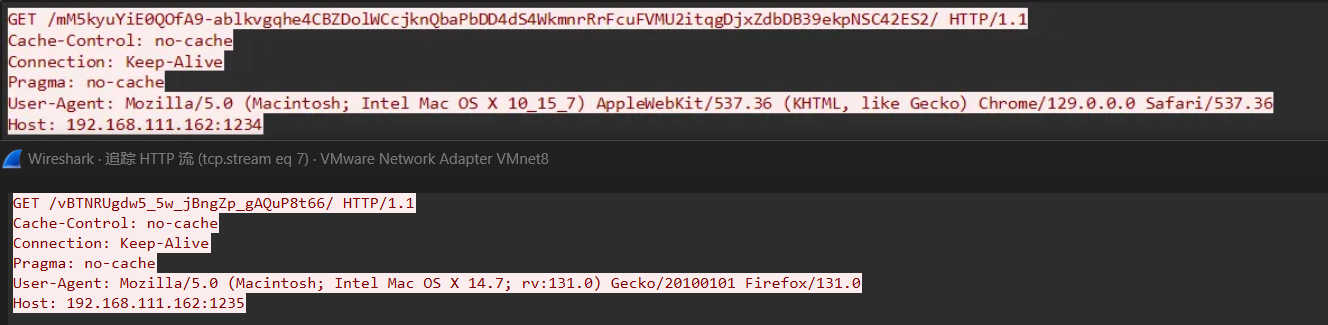 GET /mM5kyuYiE0QOfA9-ablkvgqhe4CBZDolWCcjknQbaPbDD4dS4WkmnrRrFcuFVMU2itqgDjxZdbDB39ekpNSC42ES2/ HTTP/1.1
Cache-Control: no-cache
Connection: Keep-Alive
Pragma: no-cache
User-Agent: Mozilla/5.0 (Macintosh; Intel Mac OS X 10_15_7) AppleWebKit/537.36 (KHTML, like Gecko) Chrome/129.0.0.0 Safari/537.36
Host: 192.168.111.162:1234
Wireshark · 追踪 HTTP 流 (tcp.stream eq 7) · VMware Network Adapter VMnet8
GET /vBTNRUgdw5_5w_jBngZp_gAQuP8t66/ HTTP/1.1
Cache-Control: no-cache
Connection: Keep-Alive
Pragma: no-cache
User-Agent: Mozilla/5.0 (Macintosh; Intel Mac OS X 14.7; rv:131.0) Gecko/20100101 Firefox/131.0
Host: 192.168.111.162:1235